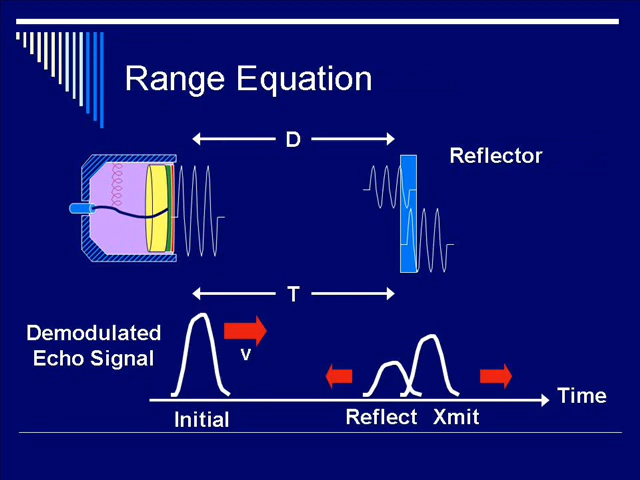 Range Equation
D
Reflector
T
Demodulated
Echo Signal
v
Time
Initial
Reflect Xmit